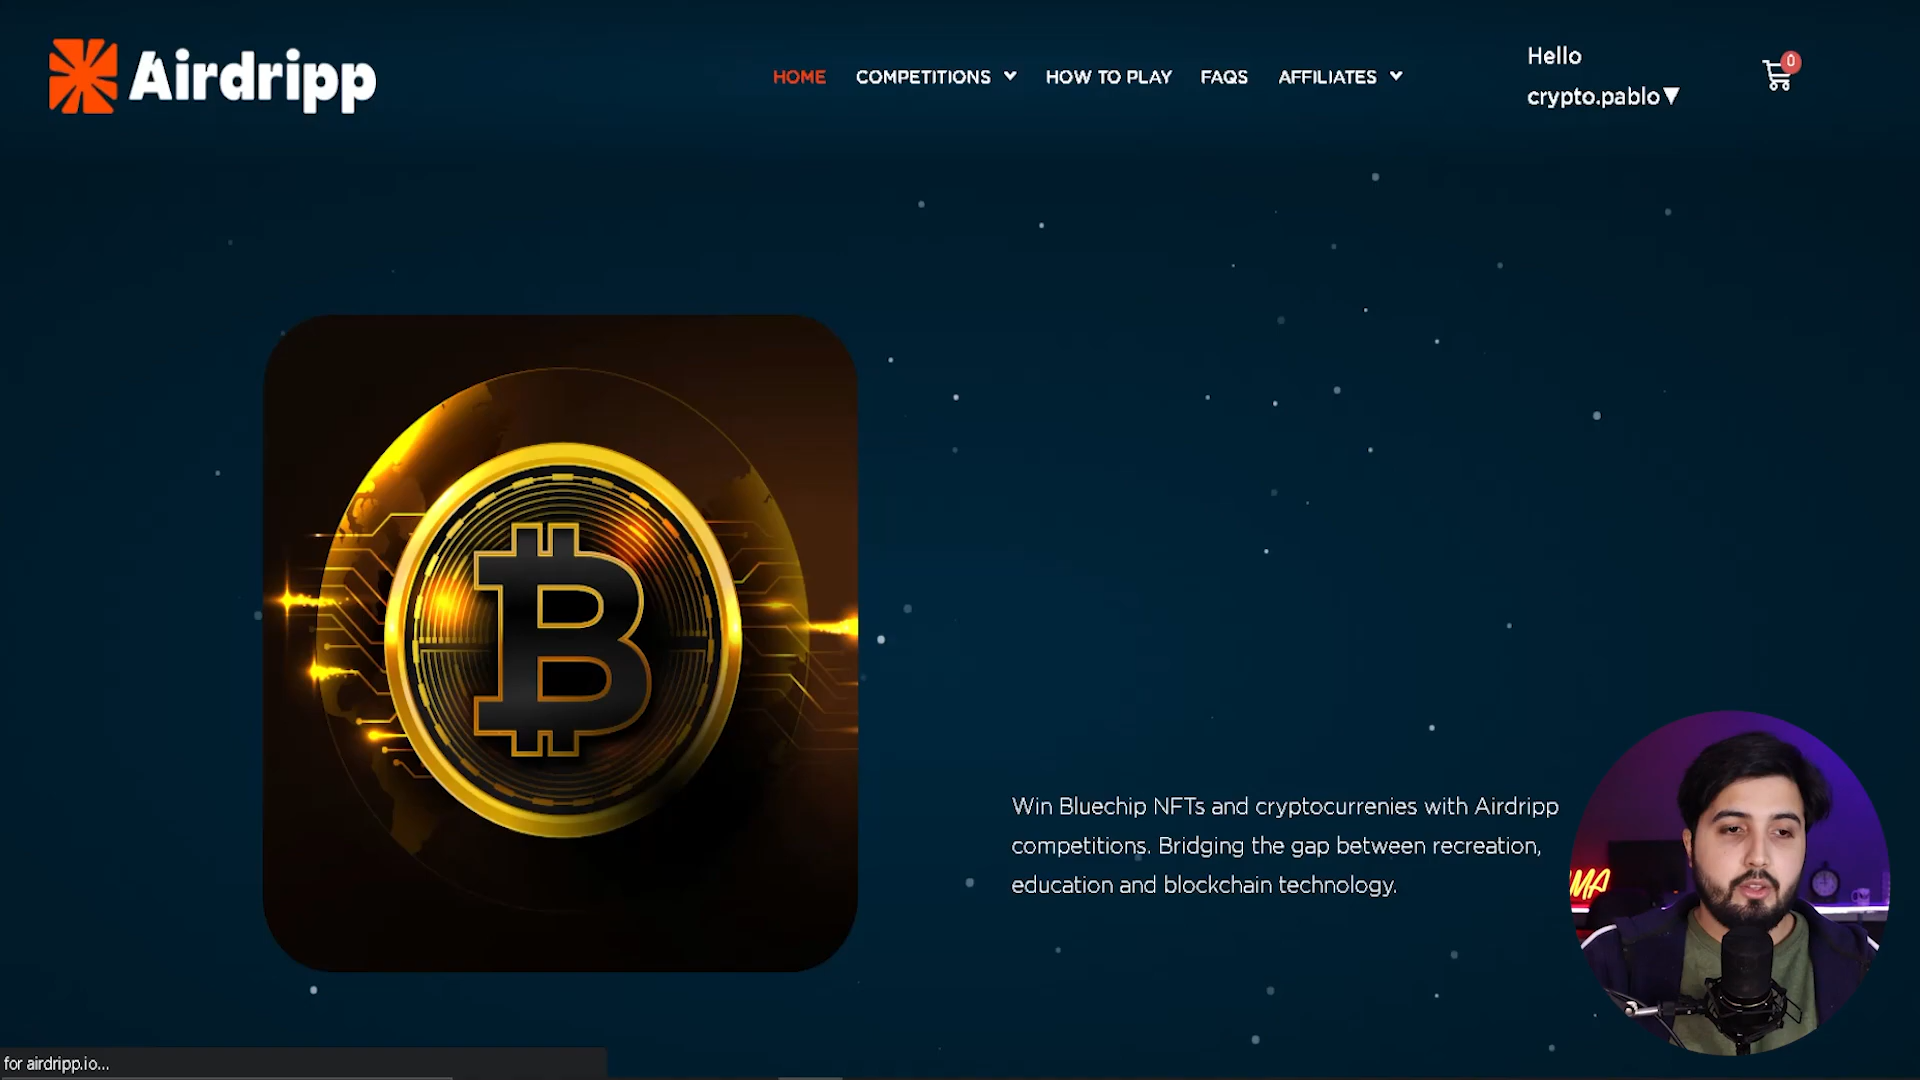 Airdripp
HOME COMPETITIONS HOW TO PLAY FAQS AFFILIATES
Hello
crypto.pablo▼
0
Win Bluechip NFTs and cryptocurrenies with Airdripp
competitions. Bridging the gap between recreation,
education and blockchain technology.
MA
for airdripp.io...